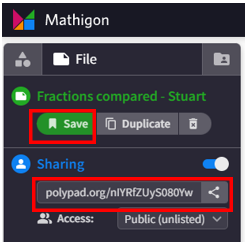 Mathigon
File
Fractions compared - Stuart
Save Duplicate
Sharing
polypad.org/nIYRfZUyS080Yw
Access: Public (unlisted)